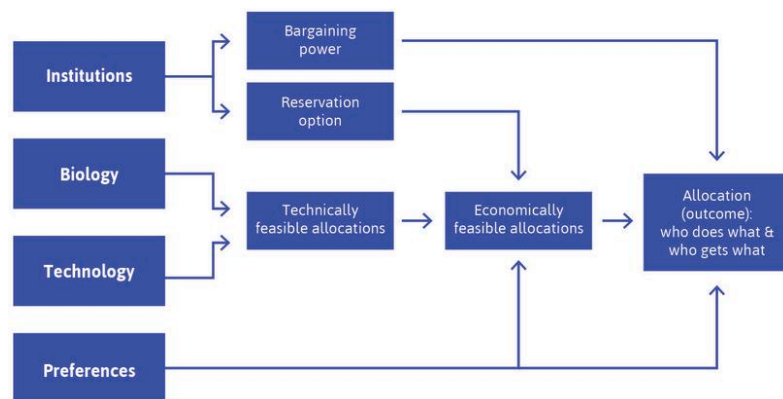 Institutions
Bargaining
power
Reservation
option
Biology
Technology
Technically
feasible allocations
Economically
feasible allocations
Allocation
(outcome):
who does what &
who gets what
Preferences